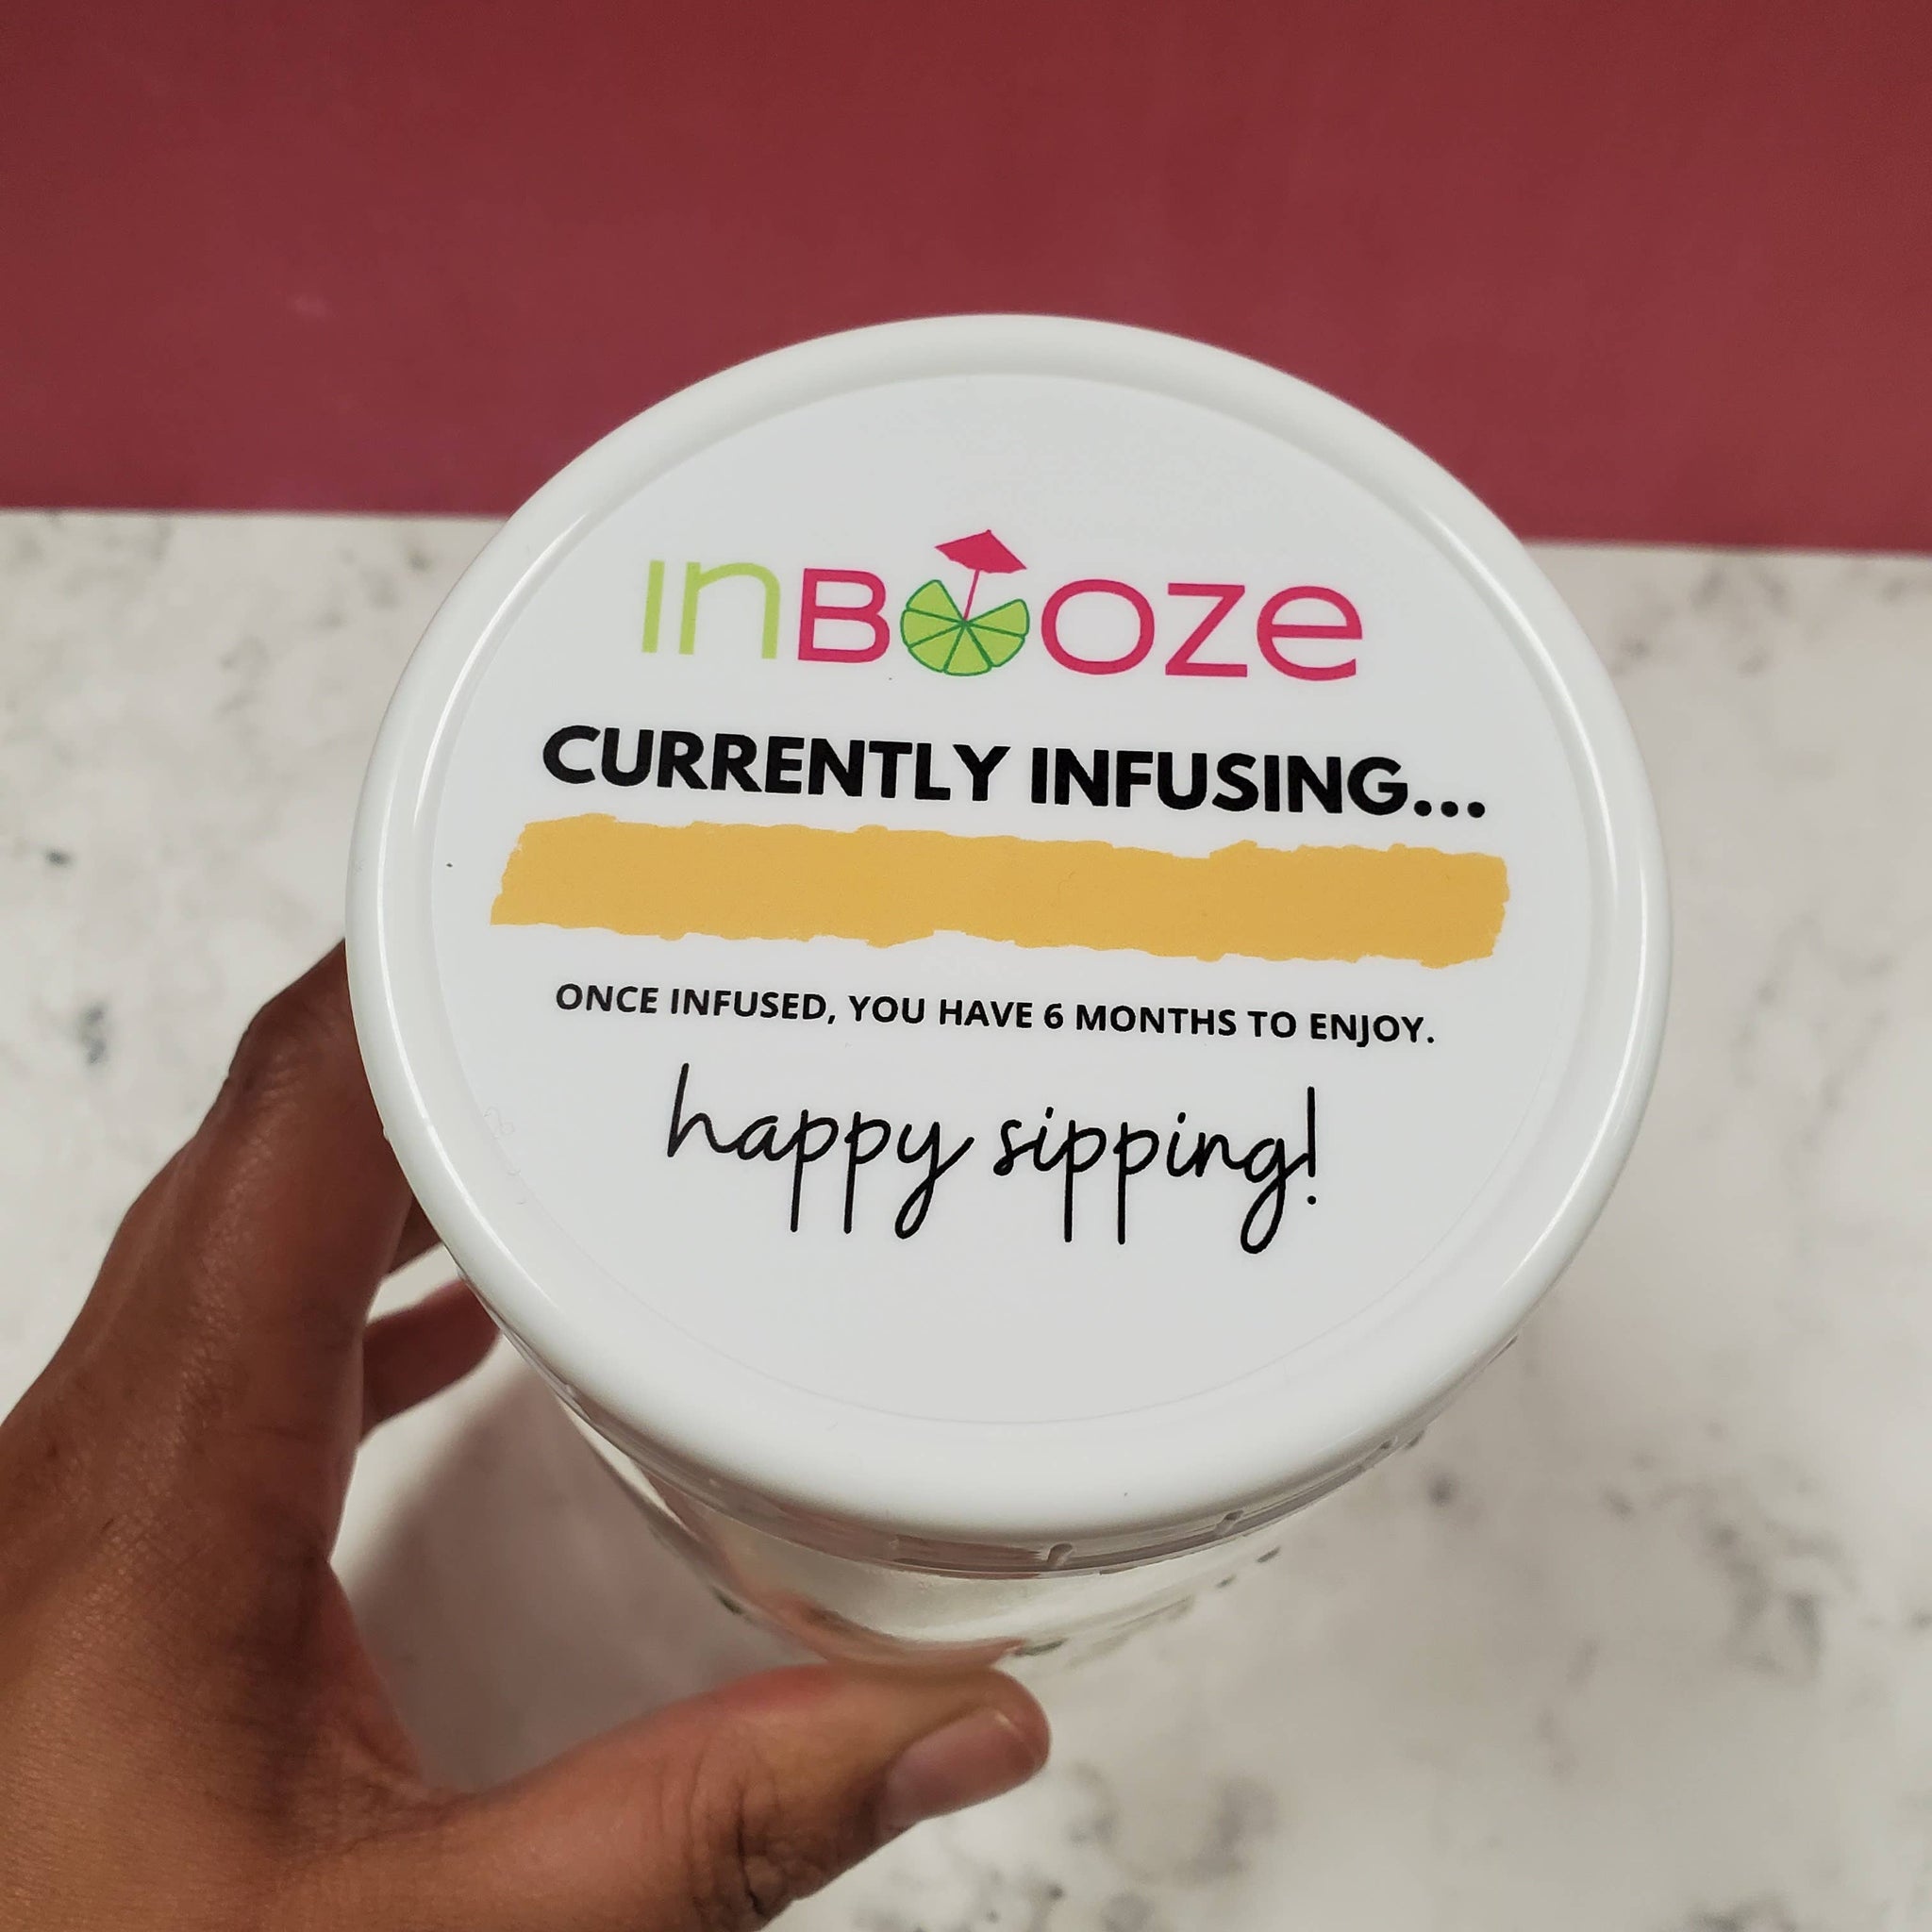 inBOOZE
CURRENTLY INFUSING...
ONCE INFUSED, YOU HAVE 6 MONTHS TO ENJOY.
happy sipping!